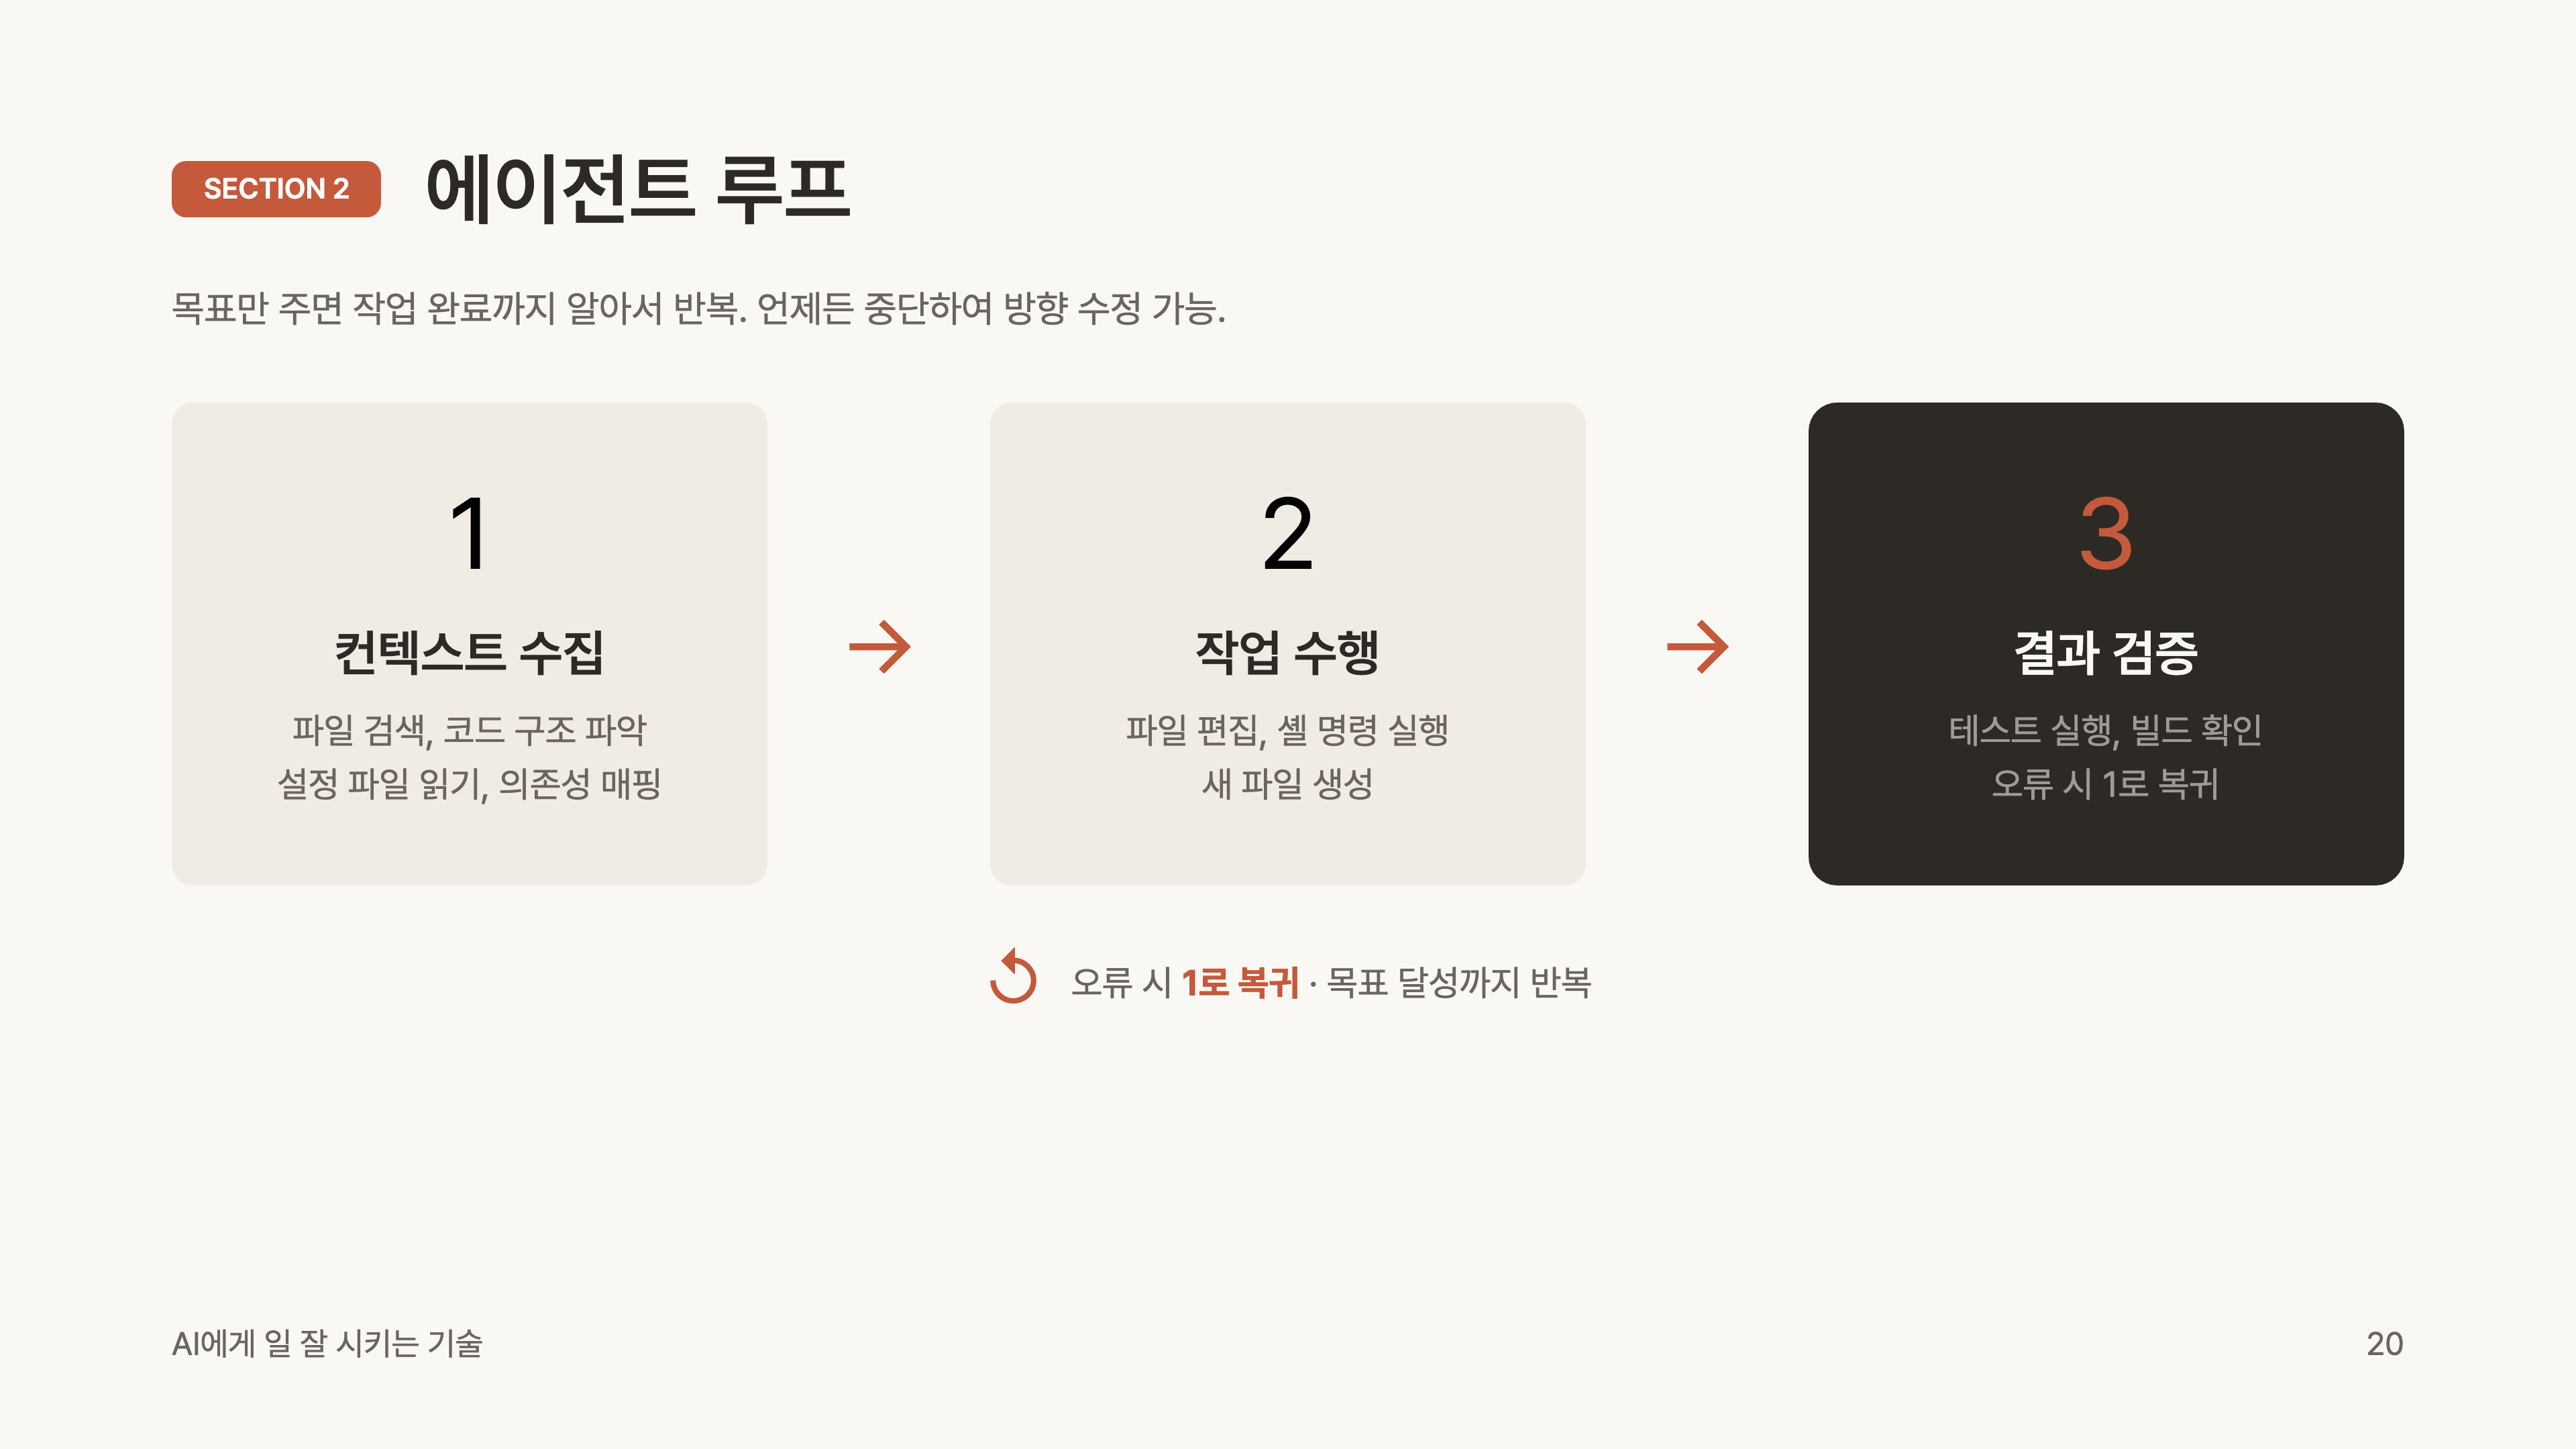 SECTION 2
에이전트 루프
목표만 주면 작업 완료까지 알아서 반복. 언제든 중단하여 방향 수정 가능.
1
컨텍스트 수집
파일 검색, 코드 구조 파악
설정 파일 읽기, 의존성 매핑
2
작업 수행
파일 편집, 셸 명령 실행
새 파일 생성
3
결과 검증
테스트 실행, 빌드 확인
오류 시 1로 복귀
오류 시 1로 복귀 · 목표 달성까지 반복
AI에게 일 잘 시키는 기술
20